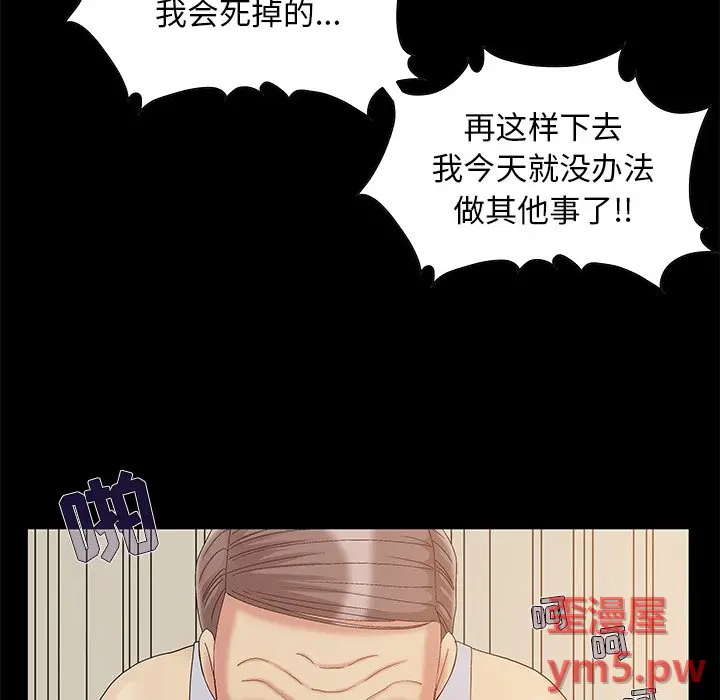 我会死掉的...
再这样下去
我今天就没办法
做其他事了!!
啪
呵
呵
呵
歪漫屋
ym5.pw